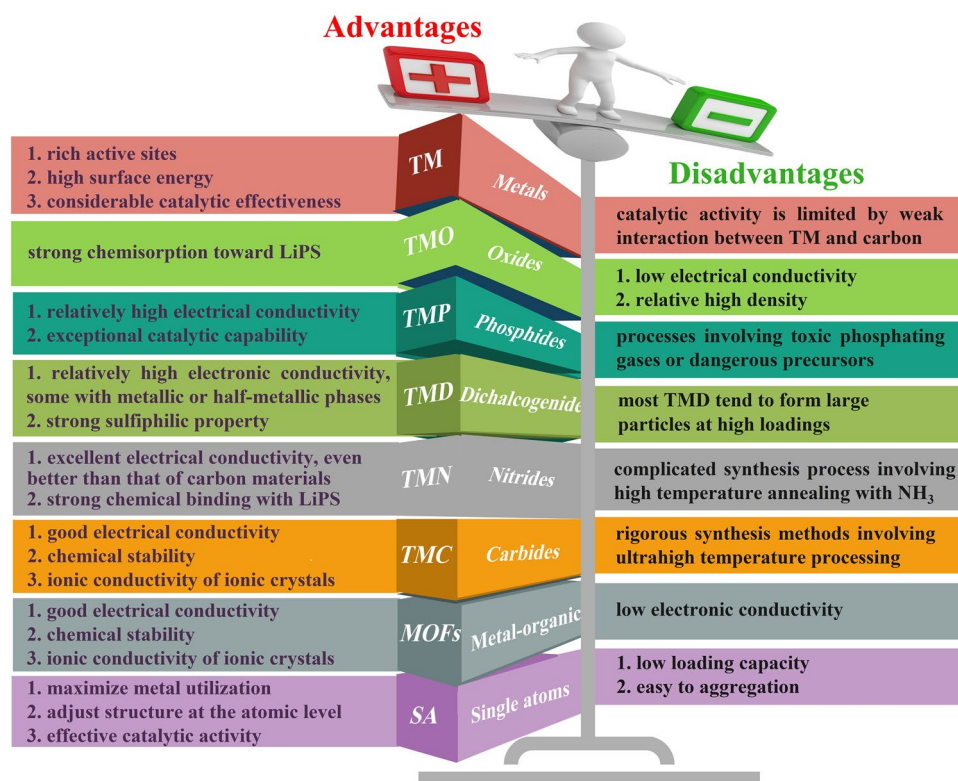 Advantages
Disadvantages
1. rich active sites
2. high surface energy
3. considerable catalytic effectiveness
TM
Metals
catalytic activity is limited by weak
interaction between TM and carbon
strong chemisorption toward LiPS
TMO
Oxides
1. low electrical conductivity
2. relative high density
1. relatively high electrical conductivity
2. exceptional catalytic capability
TMP
Phosphides
processes involving toxic phosphating
gases or dangerous precursors
1. relatively high electronic conductivity,
some with metallic or half-metallic phases
2. strong sulfiphilic property
TMD
Dichalcogenide
most TMD tend to form large
particles at high loadings
1. excellent electrical conductivity, even
better than that of carbon materials
2. strong chemical binding with LiPS
TMN
Nitrides
complicated synthesis process involving
high temperature annealing with NH₃
1. good electrical conductivity
2. chemical stability
3. ionic conductivity of ionic crystals
TMC
Carbides
rigorous synthesis methods involving
ultrahigh temperature processing
1. good electrical conductivity
2. chemical stability
3. ionic conductivity of ionic crystals
MOFs
Metal-organic
low electronic conductivity
1. maximize metal utilization
2. adjust structure at the atomic level
3. effective catalytic activity
SA
Single atoms
1. low loading capacity
2. easy to aggregation